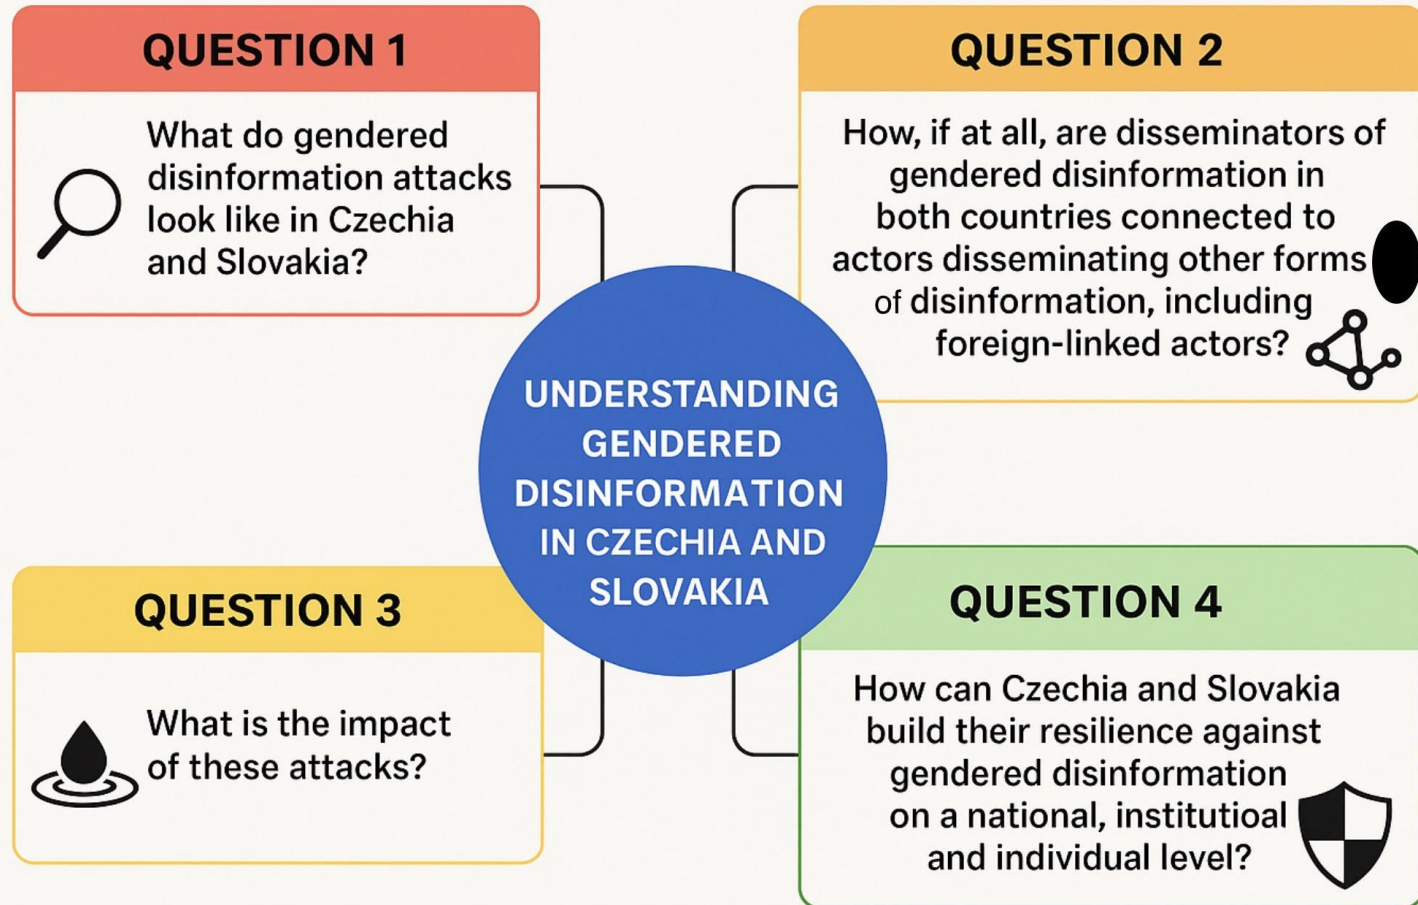 QUESTION 1
What do gendered
disinformation attacks
look like in Czechia
and Slovakia?
QUESTION 2
How, if at all, are disseminators of
gendered disinformation in
both countries connected to
actors disseminating other forms
of disinformation, including
foreign-linked actors?
UNDERSTANDING
GENDERED
DISINFORMATION
IN CZECHIA AND
SLOVAKIA
QUESTION 3
What is the impact
of these attacks?
QUESTION 4
How can Czechia and Slovakia
build their resilience against
gendered disinformation
on a national, institutioal
and individual level?